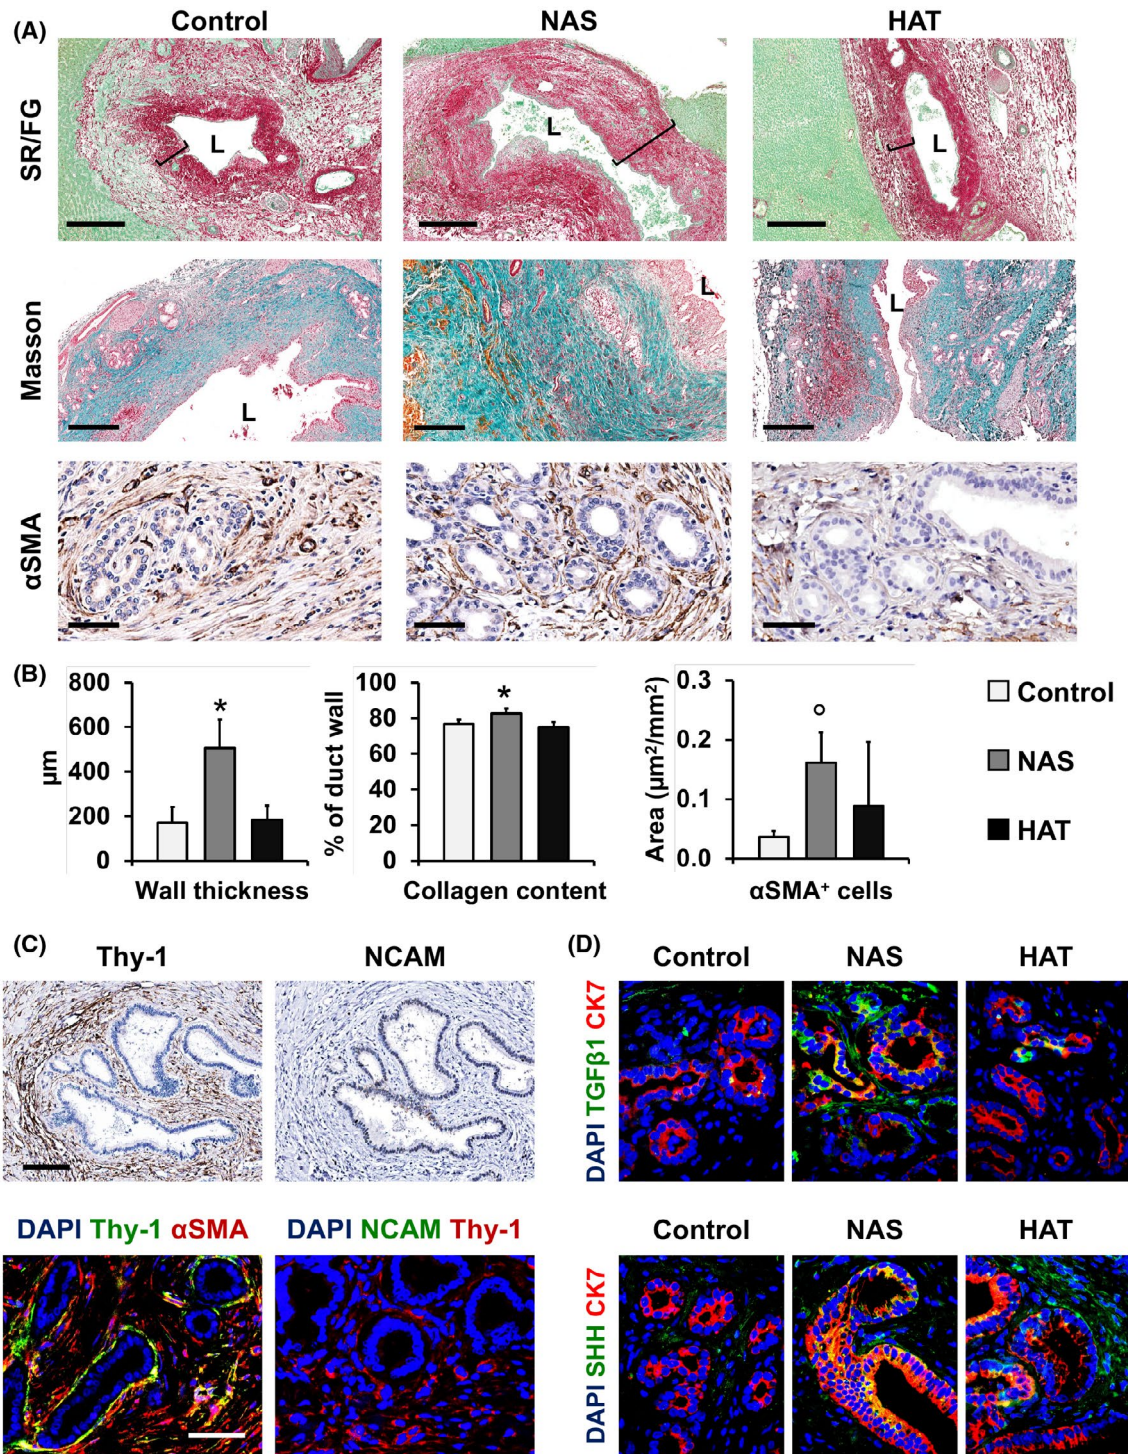 (A)
Control NAS HAT
SR/FG
L L L
Masson
L L L
αSMA
(B)
800
600
400
200
0
µm
*
Wall thickness
100
80
60
40
20
0
% of duct wall
*
Collagen content
0.3
0.2
0.1
0.0
Area (µm²/mm²)
°
αSMA⁺ cells
Control
NAS
HAT
(C)
Thy-1 NCAM
DAPI Thy-1 αSMA
DAPI NCAM Thy-1
(D)
Control NAS HAT
DAPI TGFβ1 CK7
Control NAS HAT
DAPI SHH CK7